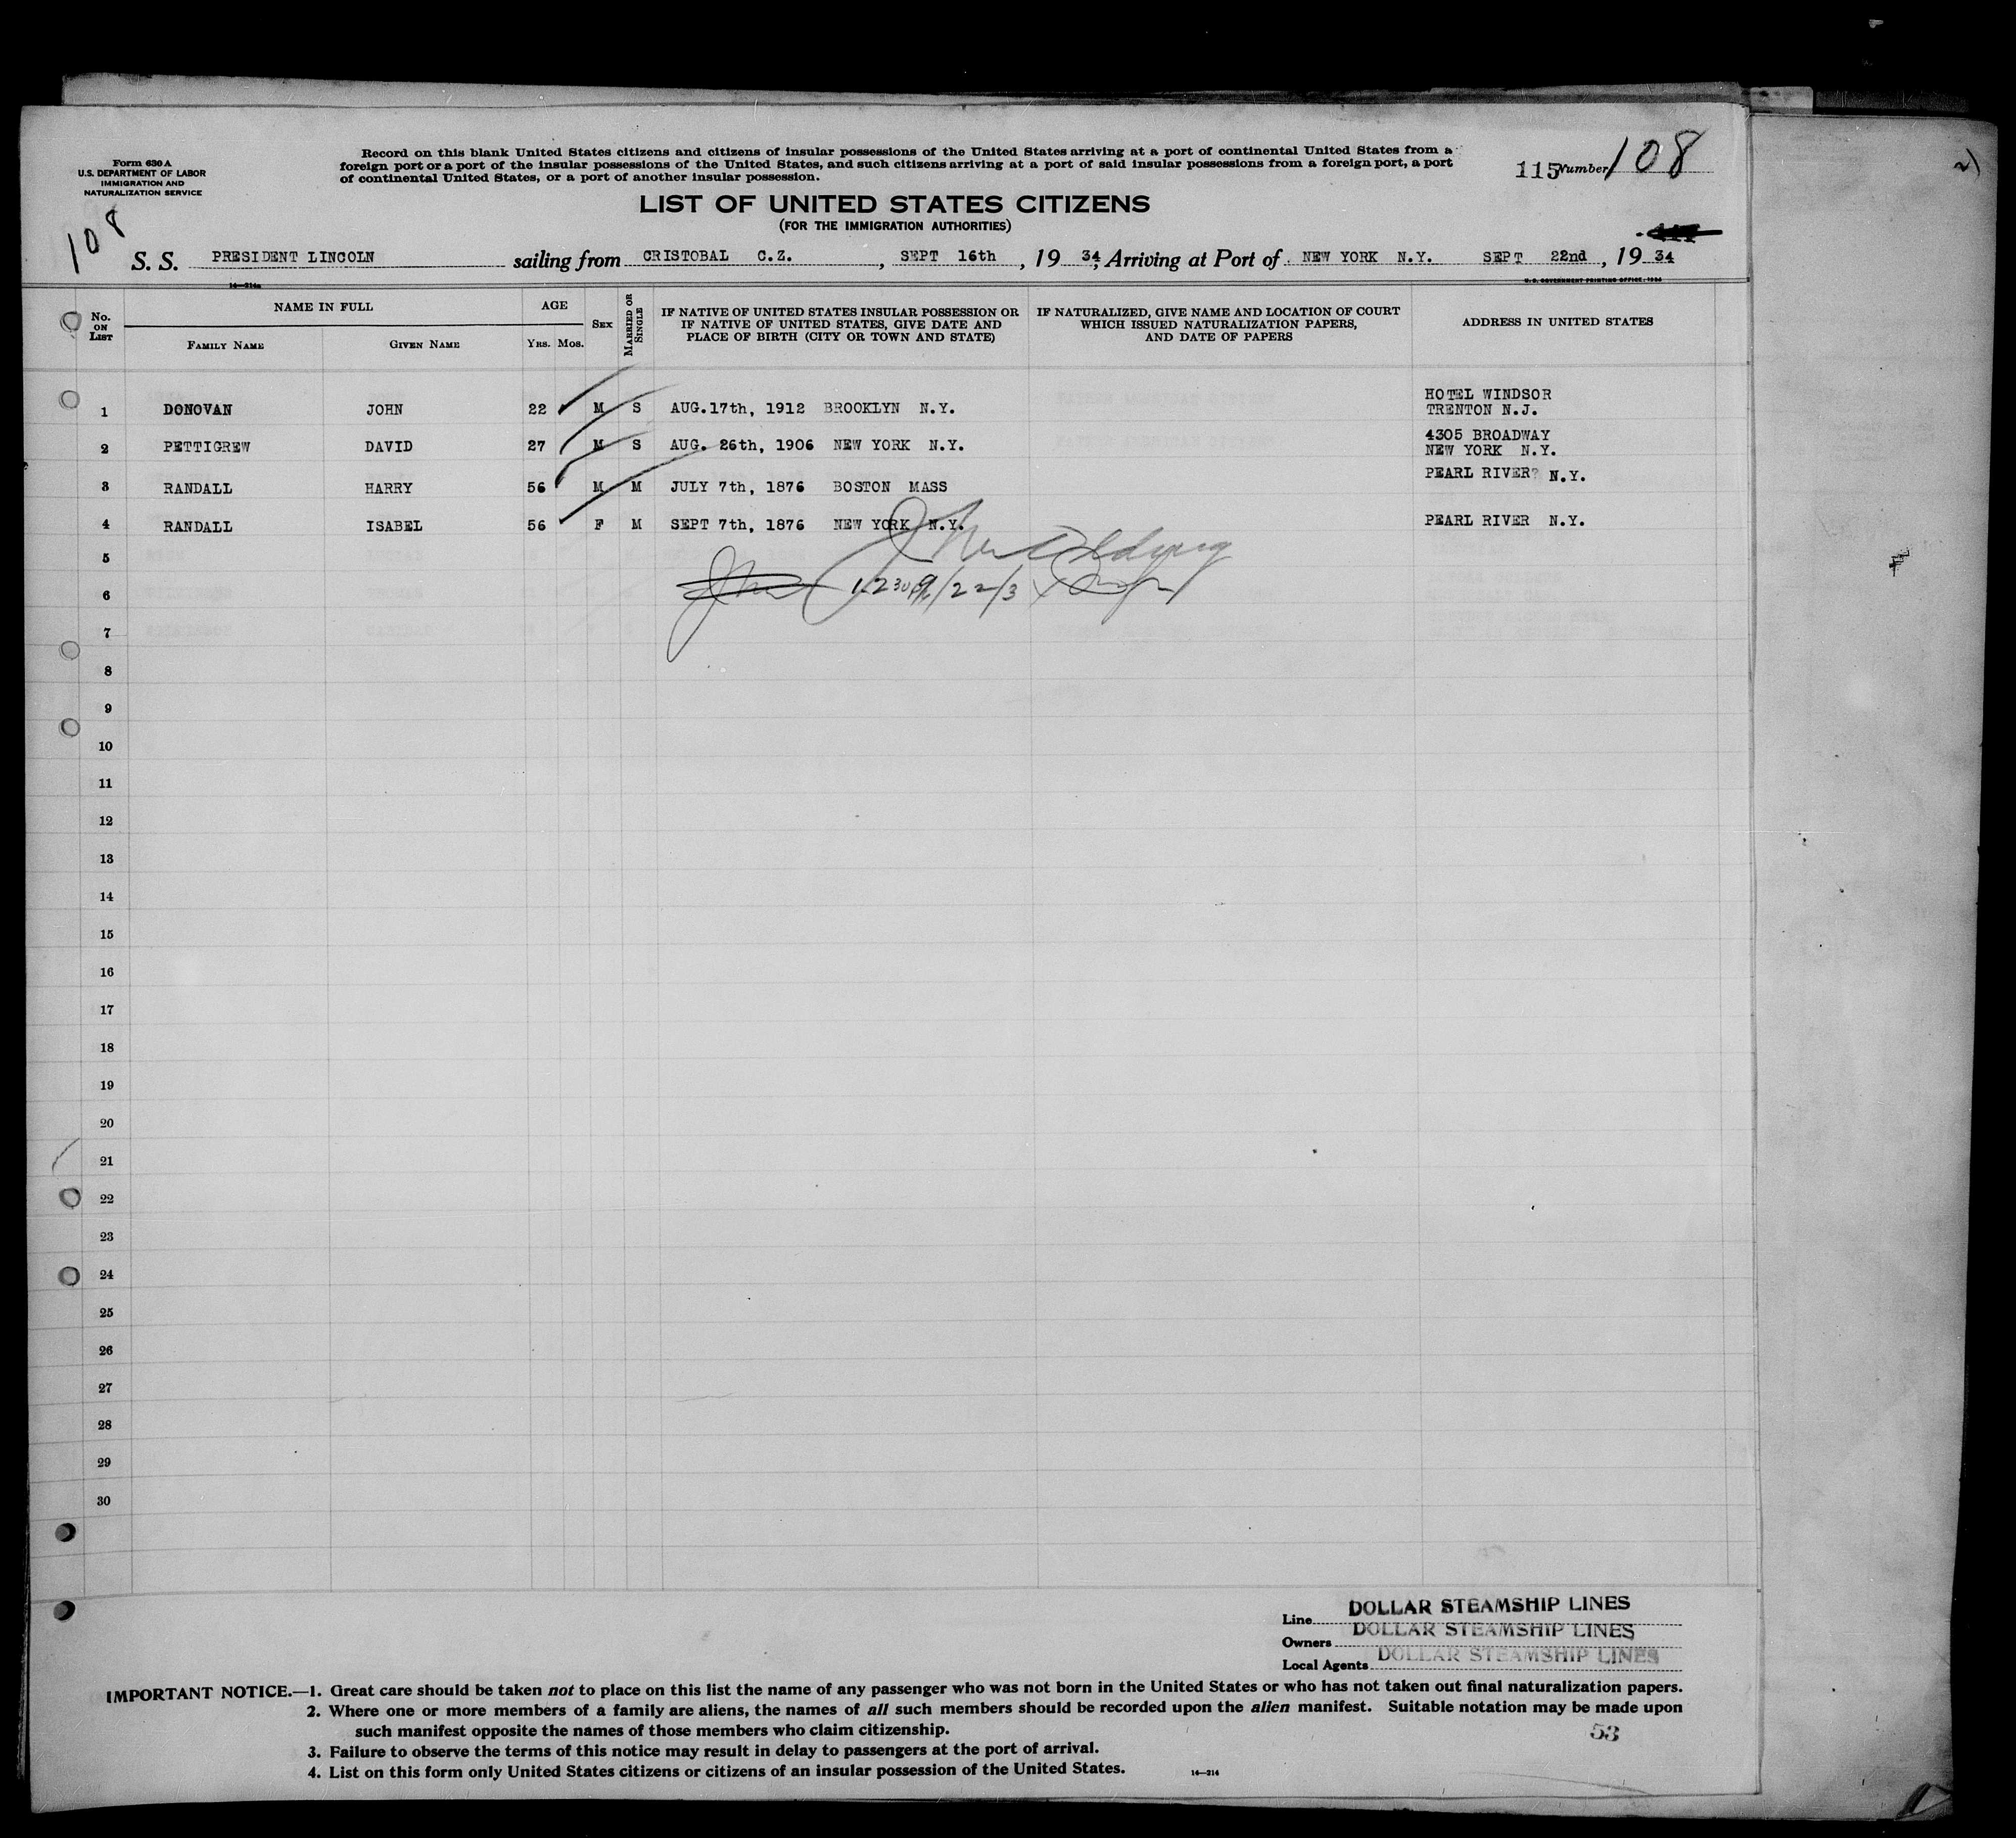 Form 630 A
U.S. DEPARTMENT OF LABOR
IMMIGRATION AND
NATURALIZATION SERVICE
Record on this blank United States citizens and citizens of insular possessions of the United States arriving at a port of continental United States from a
foreign port or a port of the insular possessions of the United States, and such citizens arriving at a port of said insular possessions from a foreign port, a port
of continental United States, or a port of another insular possession.
115 Number 108
LIST OF UNITED STATES CITIZENS
(FOR THE IMMIGRATION AUTHORITIES)
108
S. S. PRESIDENT LINCOLN sailing from CRISTOBAL C.Z. , SEPT 16th , 19 34, Arriving at Port of NEW YORK N.Y. SEPT 22nd , 19 34
14—214a U.S. GOVERNMENT PRINTING OFFICE: 1934
No. ON LIST
NAME IN FULL
FAMILY NAME GIVEN NAME
AGE
YRS. MOS.
SEX
MARRIED OR SINGLE
IF NATIVE OF UNITED STATES INSULAR POSSESSION OR
IF NATIVE OF UNITED STATES, GIVE DATE AND
PLACE OF BIRTH (CITY OR TOWN AND STATE)
IF NATURALIZED, GIVE NAME AND LOCATION OF COURT
WHICH ISSUED NATURALIZATION PAPERS,
AND DATE OF PAPERS
ADDRESS IN UNITED STATES
1 DONOVAN JOHN 22 M S AUG.17th, 1912 BROOKLYN N.Y. HOTEL WINDSOR
TRENTON N.J.
2 PETTIGREW DAVID 27 M S AUG. 26th, 1906 NEW YORK N.Y. 4305 BROADWAY
NEW YORK N.Y.
3 RANDALL HARRY 56 M M JULY 7th, 1876 BOSTON MASS PEARL RIVER? N.Y.
4 RANDALL ISABEL 56 F M SEPT 7th, 1876 NEW YORK N.Y. PEARL RIVER N.Y.
5
6
7
8
9
10
11
12
13
14
15
16
17
18
19
20
21
22
23
24
25
26
27
28
29
30
Line DOLLAR STEAMSHIP LINES
Owners DOLLAR STEAMSHIP LINES
Local Agents DOLLAR STEAMSHIP LINES
IMPORTANT NOTICE.—1. Great care should be taken not to place on this list the name of any passenger who was not born in the United States or who has not taken out final naturalization papers.
2. Where one or more members of a family are aliens, the names of all such members should be recorded upon the alien manifest. Suitable notation may be made upon
such manifest opposite the names of those members who claim citizenship.
53
3. Failure to observe the terms of this notice may result in delay to passengers at the port of arrival.
4. List on this form only United States citizens or citizens of an insular possession of the United States. 14—214